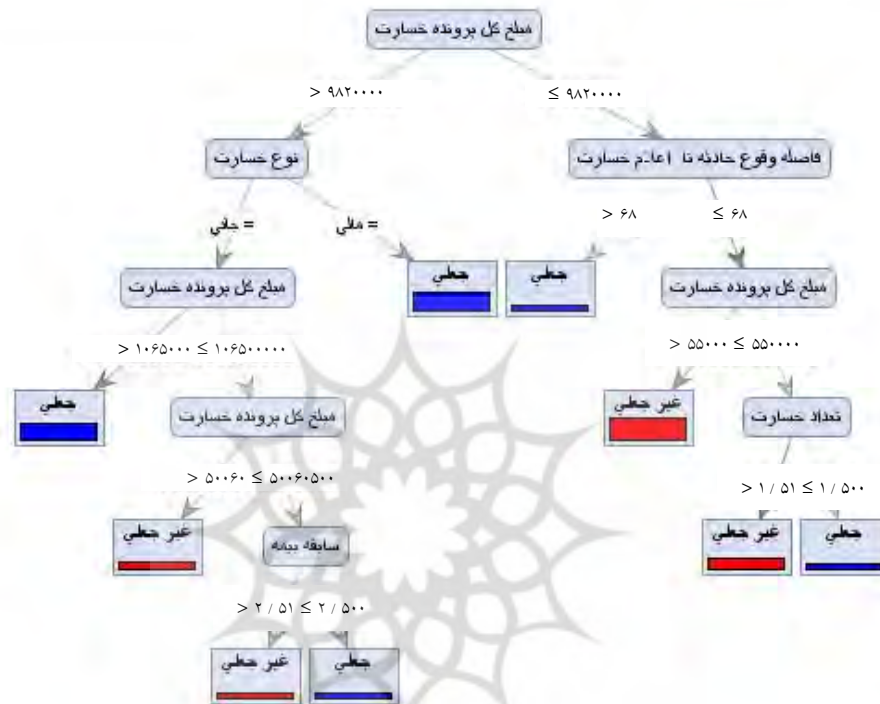 مبلغ کل پرونده خسارت
> ۹۸۲۰۰۰۰
≤ ۹۸۲۰۰۰۰
نوع خسارت
فاصله وقوع حادثه تا اعلام خسارت
= جانی
= مالی
> ۶۸
≤ ۶۸
مبلغ کل پرونده خسارت
جعلی
جعلی
مبلغ کل پرونده خسارت
> ۱۰۶۵۰۰۰ ≤ ۱۰۶۵۰۰۰۰۰
> ۵۵۰۰۰ ≤ ۵۵۰۰۰۰
جعلی
مبلغ کل پرونده خسارت
غیر جعلی
تعداد خسارت
> ۵۰۰۶۰ ≤ ۵۰۰۶۰۵۰۰
> ۱/۵۱ ≤ ۱/۵۰۰
غیر جعلی
سابقه بیمه
غیر جعلی
جعلی
> ۲/۵۱ ≤ ۲/۵۰۰
غیر جعلی
جعلی